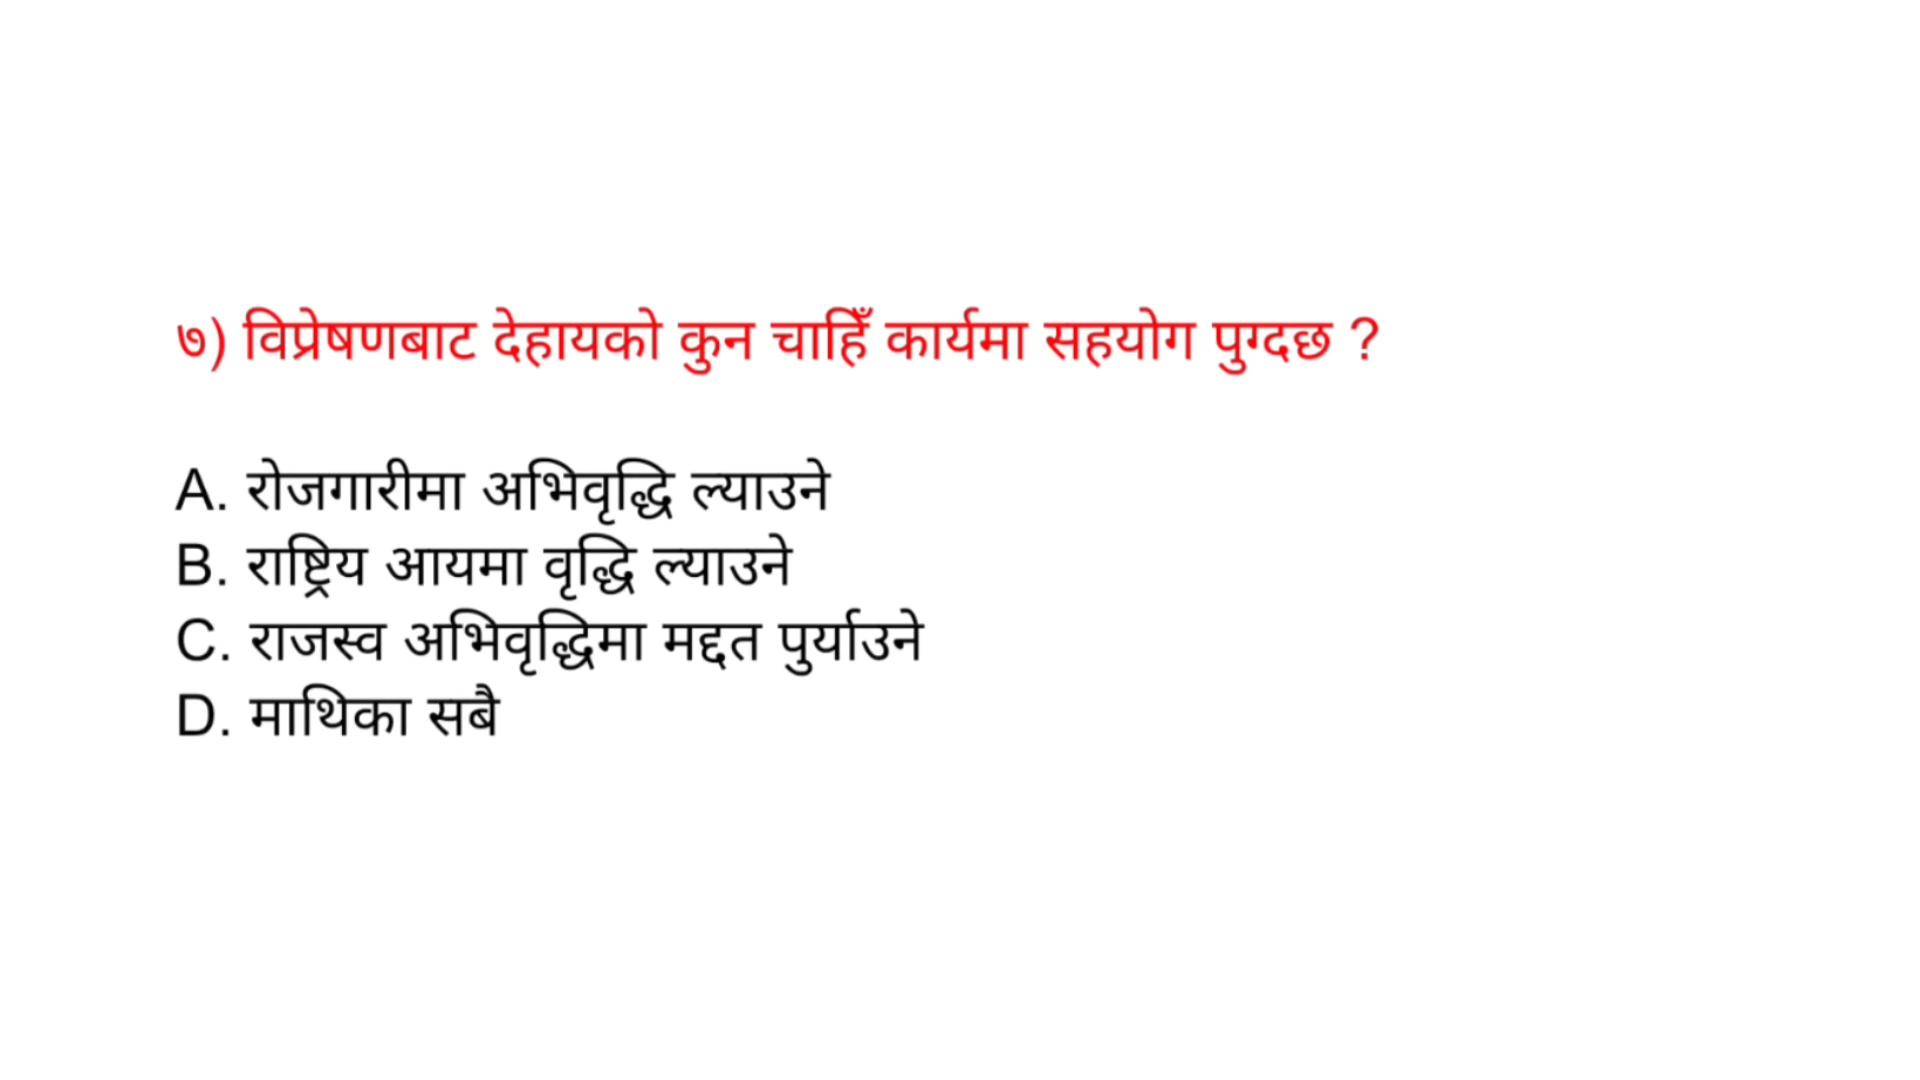 ७) विप्रेषणबाट देहायको कुन चाहिँ कार्यमा सहयोग पुग्दछ ?
A. रोजगारीमा अभिवृद्धि ल्याउने
B. राष्ट्रिय आयमा वृद्धि ल्याउने
C. राजस्व अभिवृद्धिमा मद्दत पुर्याउने
D. माथिका सबै